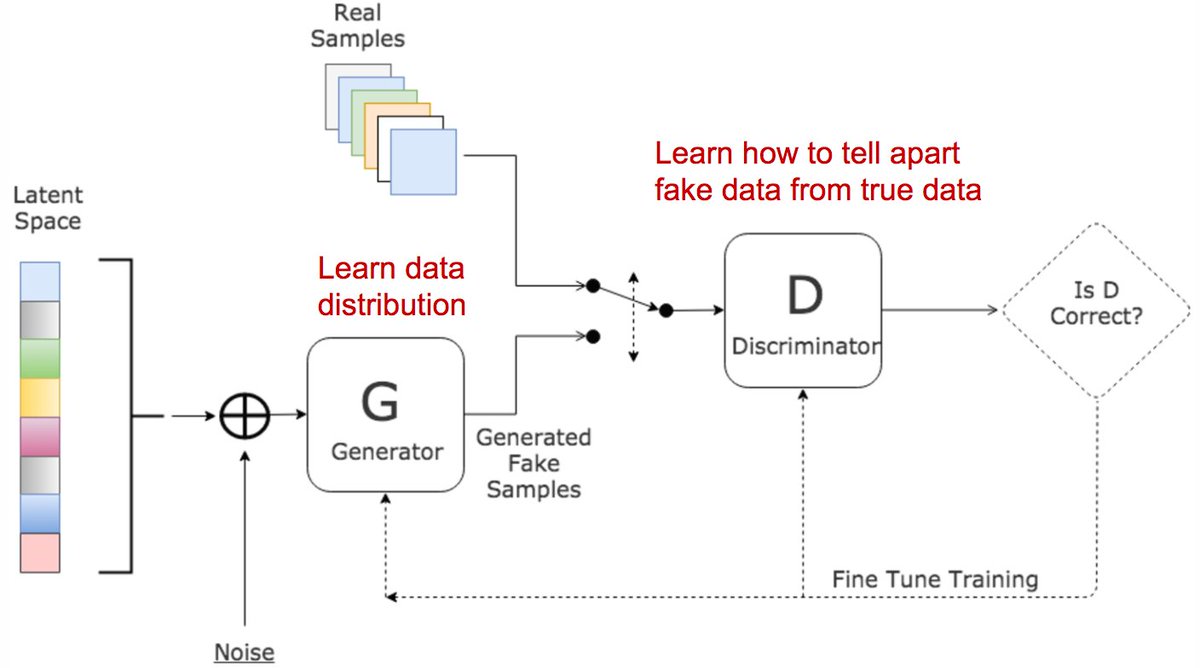 Real
Samples
Learn how to tell apart
fake data from true data
Latent
Space
Learn data
distribution
D
Discriminator
Is D
Correct?
G
Generator
Generated
Fake
Samples
Fine Tune Training
Noise